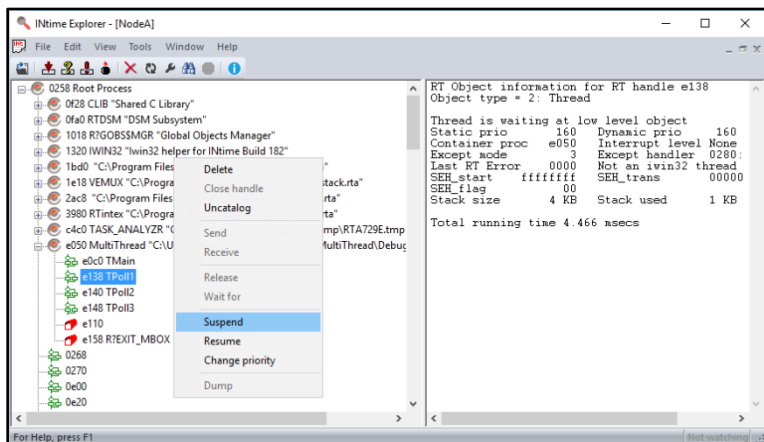 INtime Explorer - [NodeA]
File Edit View Tools Window Help
0258 Root Process
0f28 CLIB "Shared C Library"
0fa0 RTDSM "DSM Subsystem"
1018 R?GOBS$MGR "Global Objects Manager"
1320 IWIN32 "Iwin32 helper for INtime Build 182"
1bd0 "C:\Program Files
1e18 VEMUX "C:\Progra
stack.rta"
2ac8 "C:\Program Files
rta"
3980 RTintex "C:\Progra
.rta"
c4c0 TASK_ANALYZR "C
mp\RTA729E.tmp
e050 MultiThread "C:\U
MultiThread\Debug
e0c0 TMain
e138 TPoll1
e140 TPoll2
e148 TPoll3
e110
e158 R?EXIT_MBOX
0268
0270
0e00
0e20
Delete
Close handle
Uncatalog
Send
Receive
Release
Wait for
Suspend
Resume
Change priority
Dump
RT Object information for RT handle e138
Object type = 2: Thread
Thread is waiting at low level object
Static prio 160 Dynamic prio 160
Container proc e050 Interrupt level None
Except mode 3 Except handler 0280:
Last RT Error 0000 Not an iwin32 thread
SEH_start ffffffff SEH_trans 00000
SEH_flag 00
Stack size 4 KB Stack used 1 KB
Total running time 4.466 msecs
For Help, press F1
Not watching